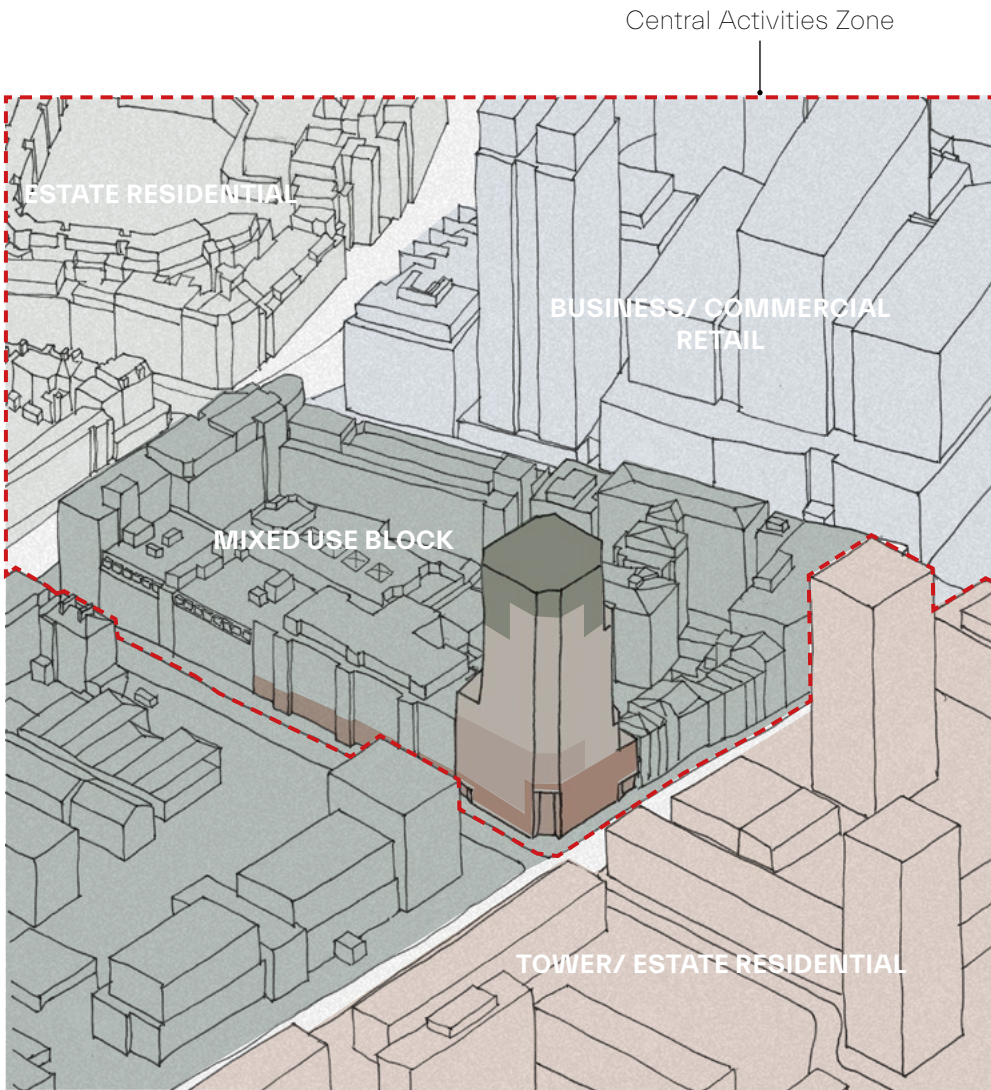 Central Activities Zone
ESTATE RESIDENTIAL
BUSINESS/ COMMERCIAL
RETAIL
MIXED USE BLOCK
TOWER/ ESTATE RESIDENTIAL